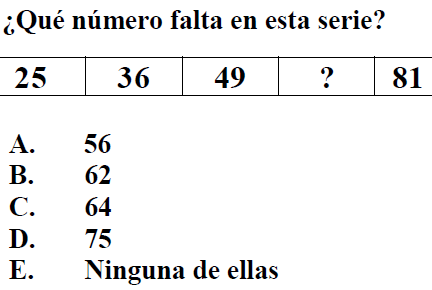 ¿Qué número falta en esta serie?
25 36 49 ? 81
A. 56
B. 62
C. 64
D. 75
E. Ninguna de ellas